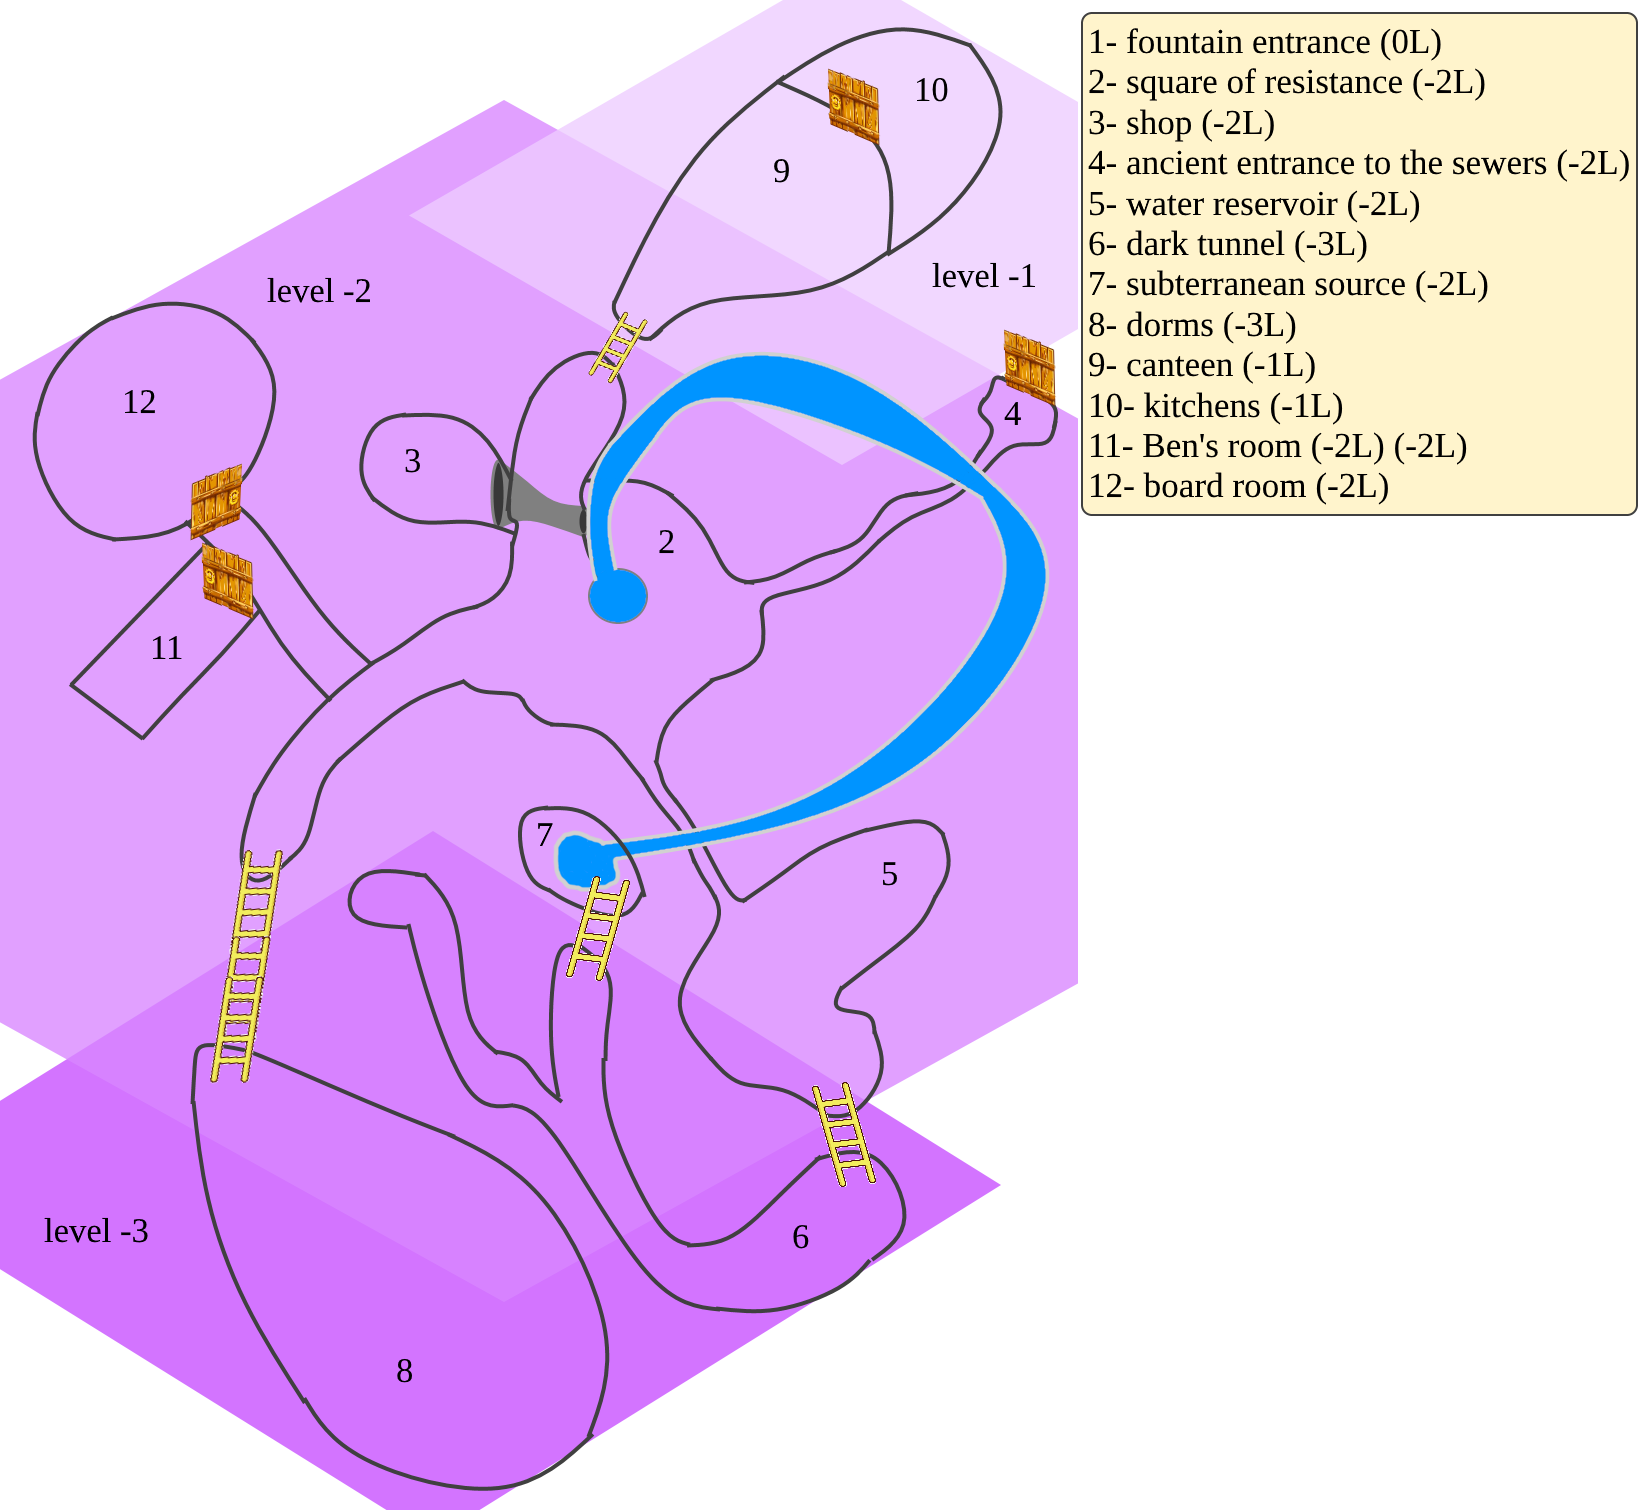 1- fountain entrance (0L)
2- square of resistance (-2L)
3- shop (-2L)
4- ancient entrance to the sewers (-2L)
5- water reservoir (-2L)
6- dark tunnel (-3L)
7- subterranean source (-2L)
8- dorms (-3L)
9- canteen (-1L)
10- kitchens (-1L)
11- Ben's room (-2L) (-2L)
12- board room (-2L)
10
9
level -1
level -2
12
4
3
2
11
7
5
level -3
6
8